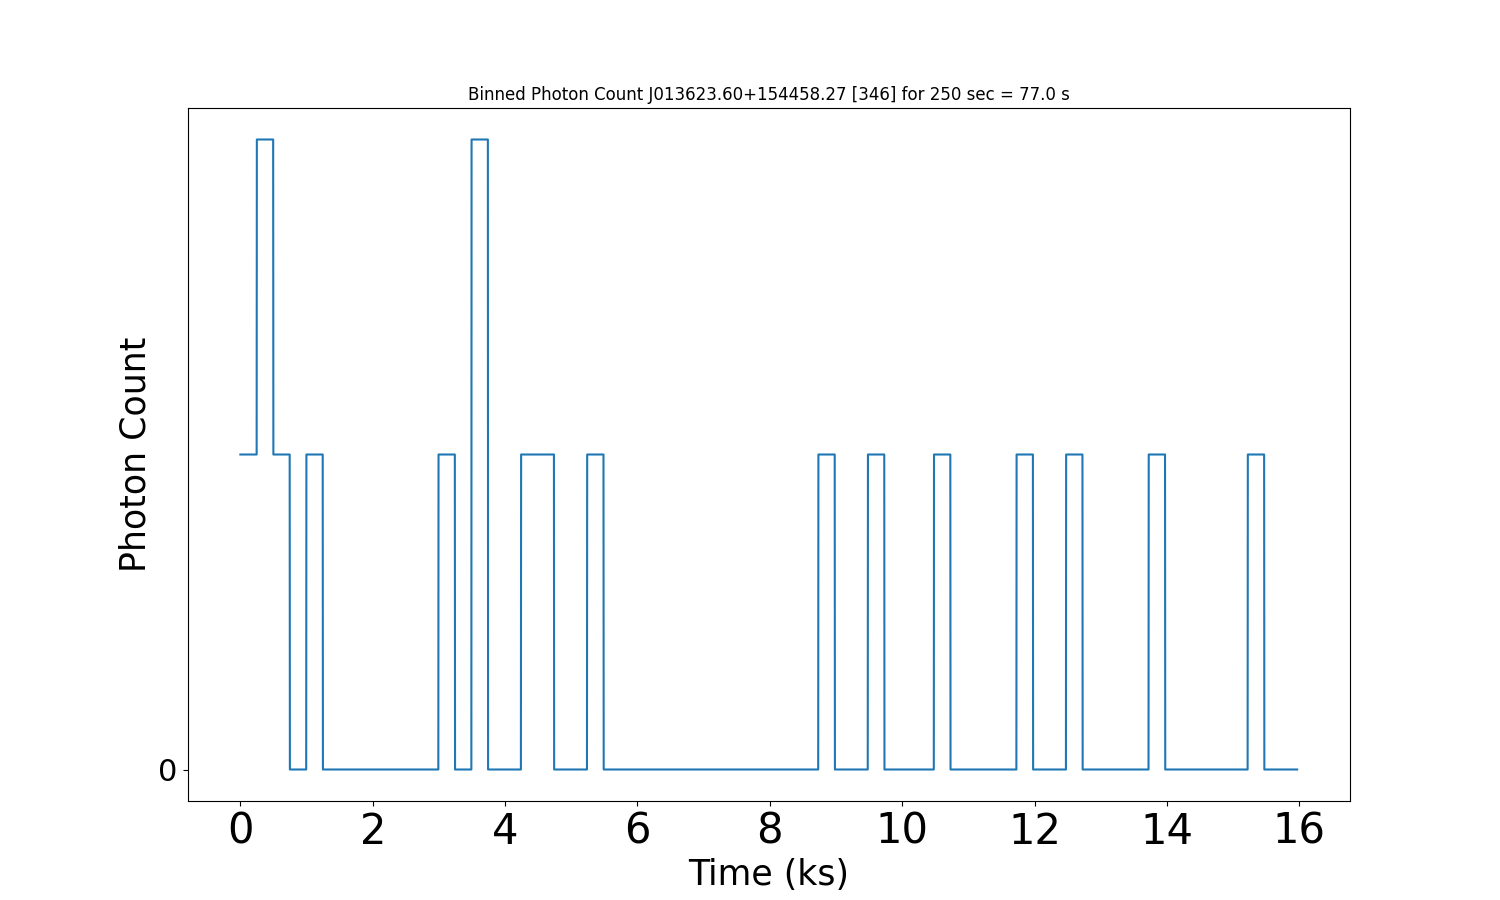 Binned Photon Count J013623.60+154458.27 [346] for 250 sec = 77.0 s
Photon Count
0
0 2 4 6 8 10 12 14 16
Time (ks)